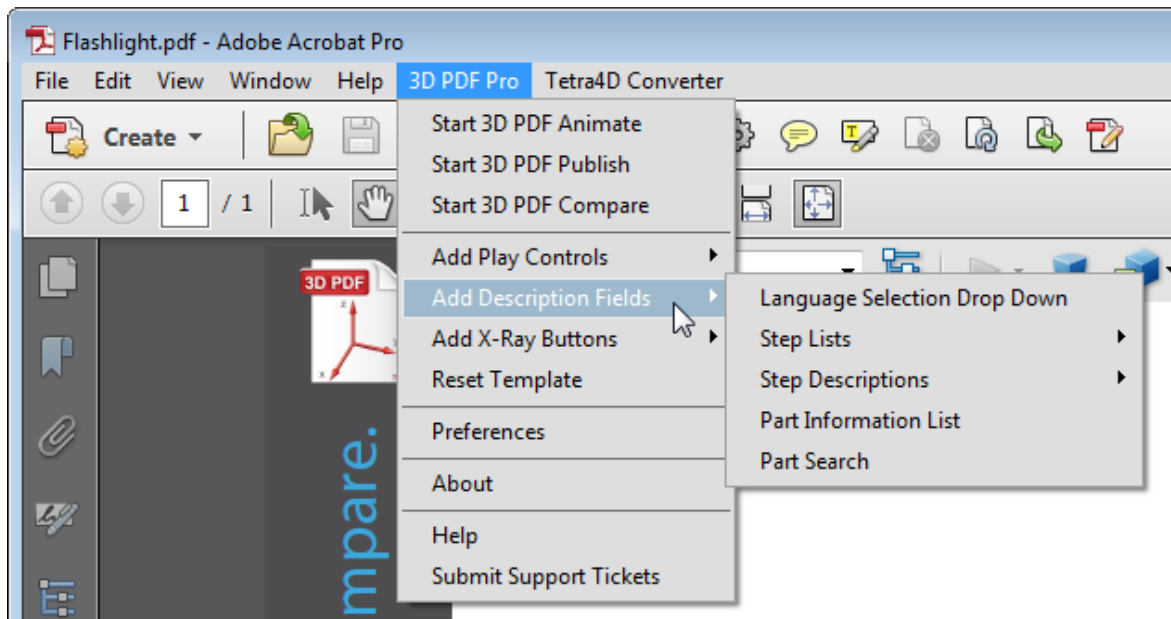 Flashlight.pdf - Adobe Acrobat Pro
File Edit View Window Help 3D PDF Pro Tetra4D Converter
Create
1 / 1
Start 3D PDF Animate
Start 3D PDF Publish
Start 3D PDF Compare
Add Play Controls
Add Description Fields
Add X-Ray Buttons
Reset Template
Preferences
About
Help
Submit Support Tickets
Language Selection Drop Down
Step Lists
Step Descriptions
Part Information List
Part Search
3D PDF
z
x
mpare.